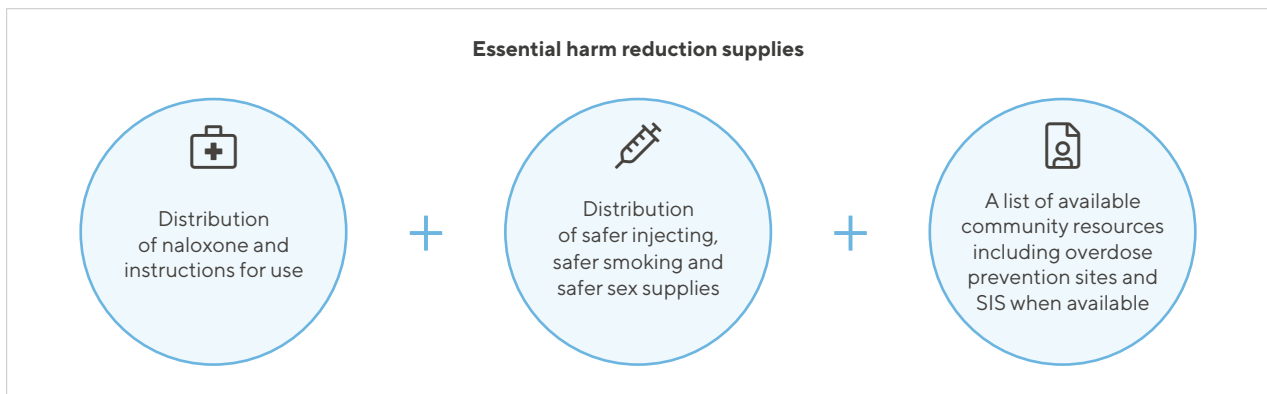 Essential harm reduction supplies
Distribution
of naloxone and
instructions for use
Distribution
of safer injecting,
safer smoking and
safer sex supplies
A list of available
community resources
including overdose
prevention sites and
SIS when available